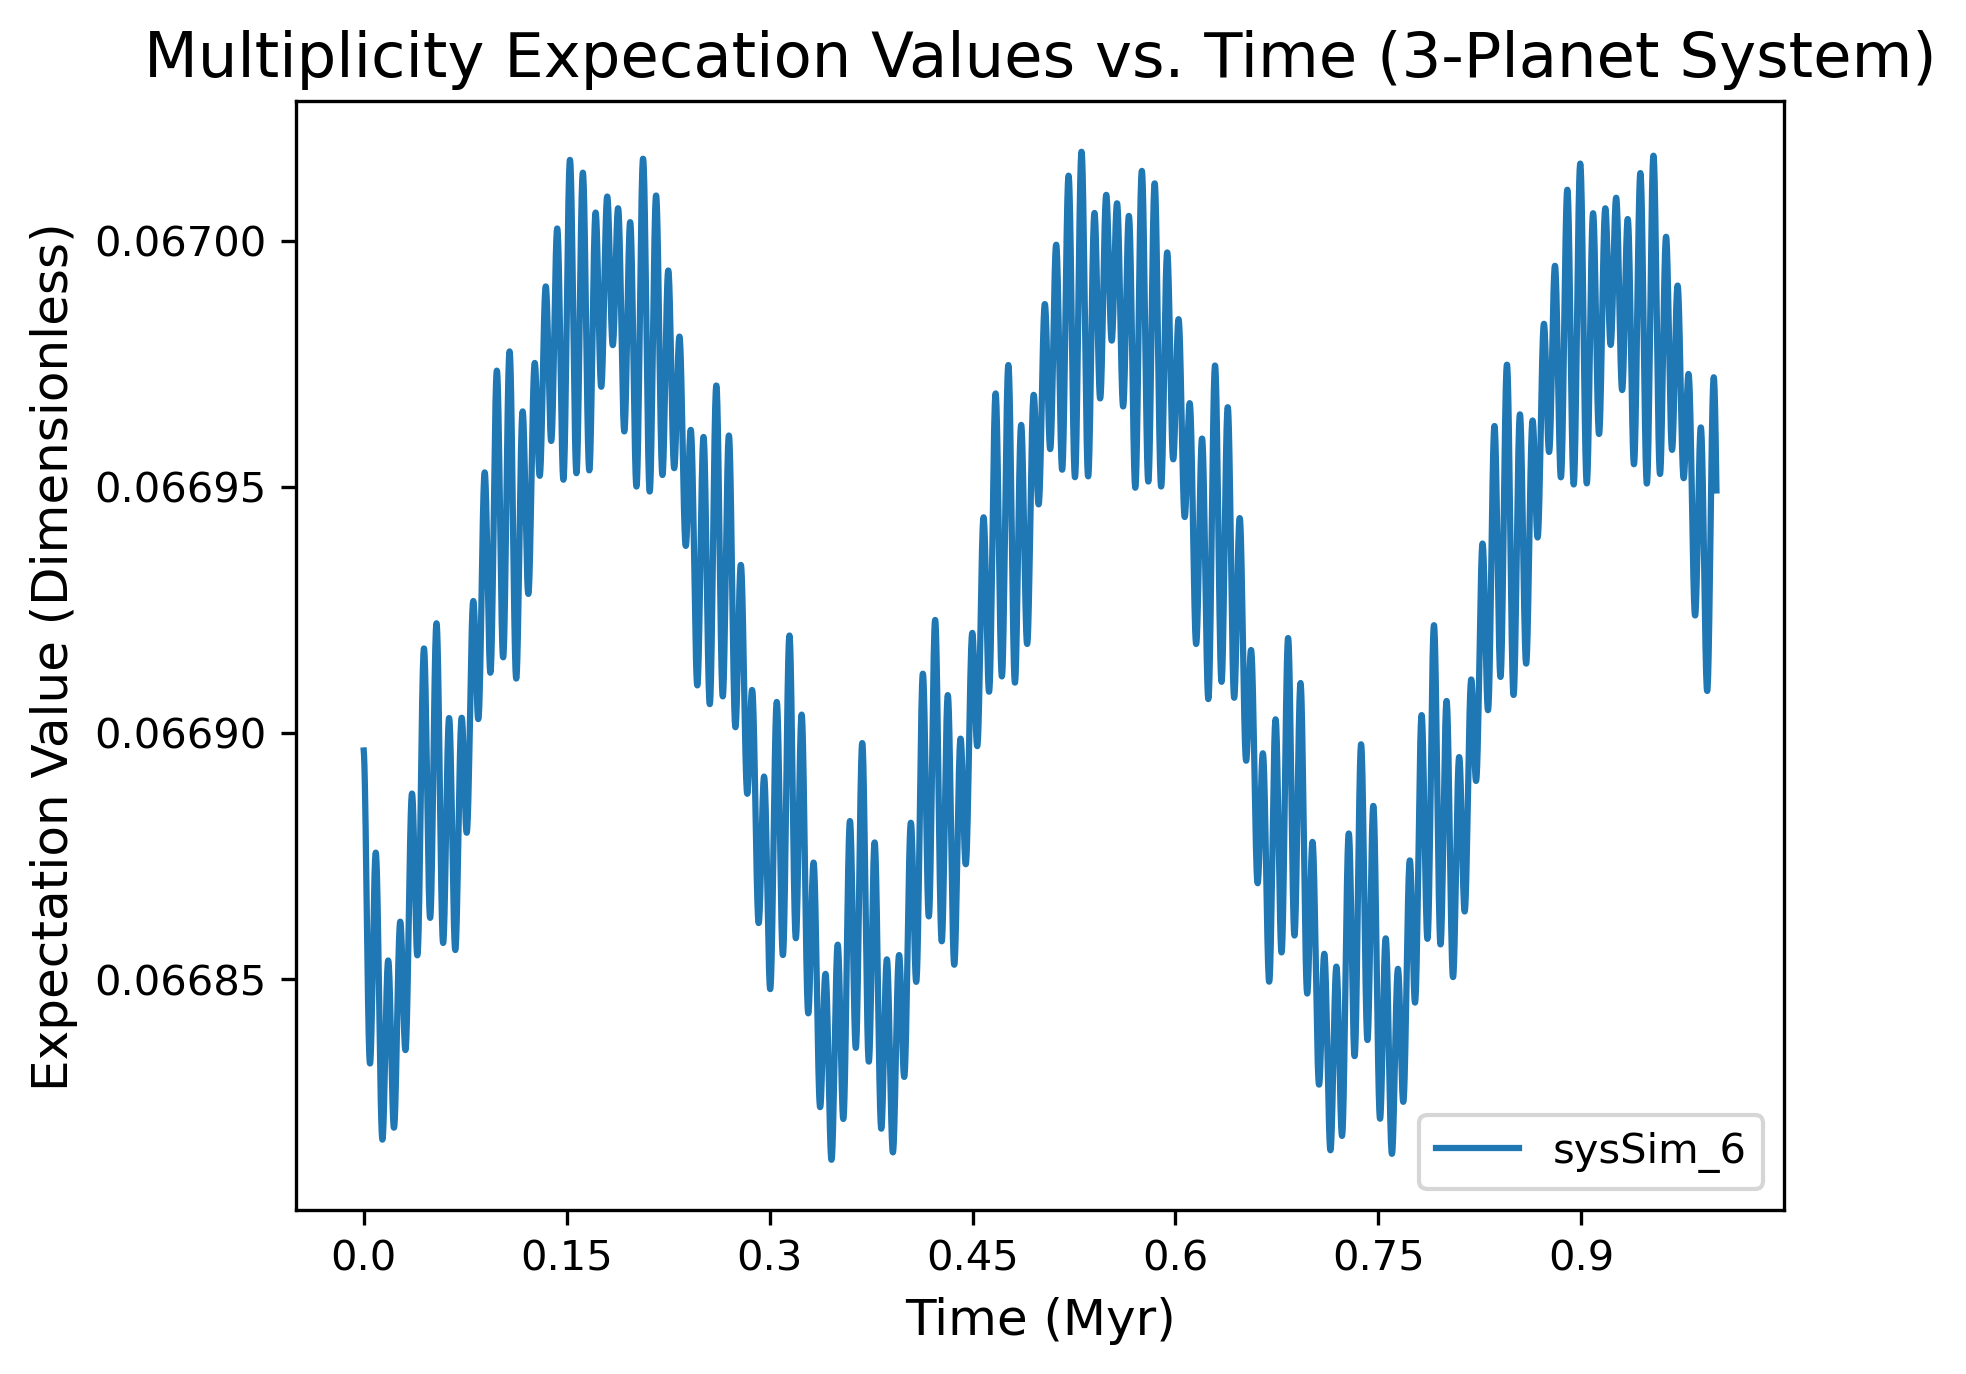 Multiplicity Expecation Values vs. Time (3-Planet System)
Expectation Value (Dimensionless)
0.06700
0.06695
0.06690
0.06685
sysSim_6
0.0 0.15 0.3 0.45 0.6 0.75 0.9
Time (Myr)